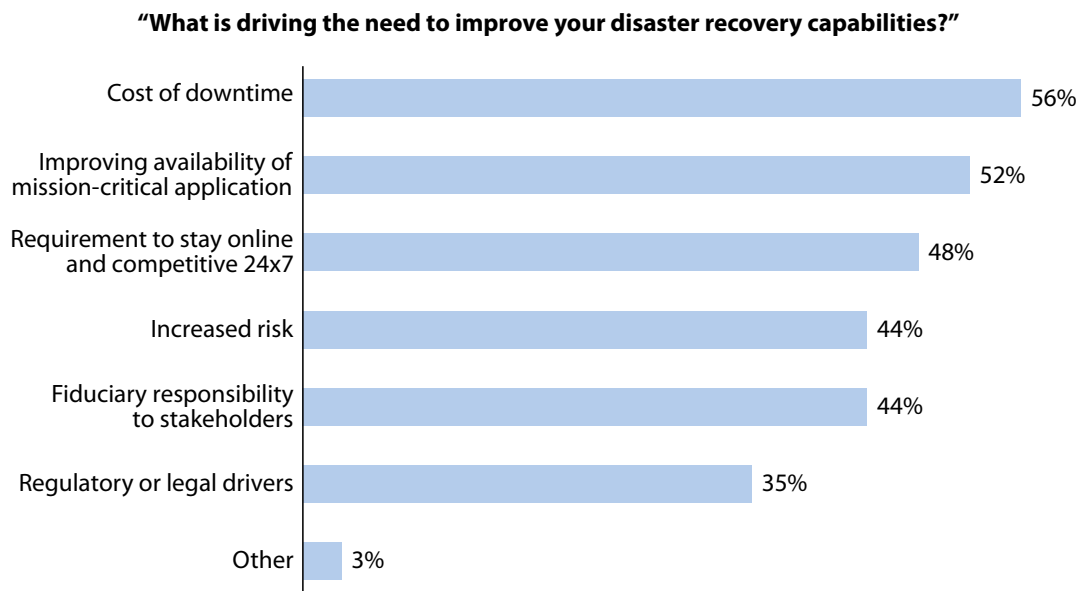 “What is driving the need to improve your disaster recovery capabilities?”
Cost of downtime
56%
Improving availability of
mission-critical application
52%
Requirement to stay online
and competitive 24x7
48%
Increased risk
44%
Fiduciary responsibility
to stakeholders
44%
Regulatory or legal drivers
35%
Other
3%